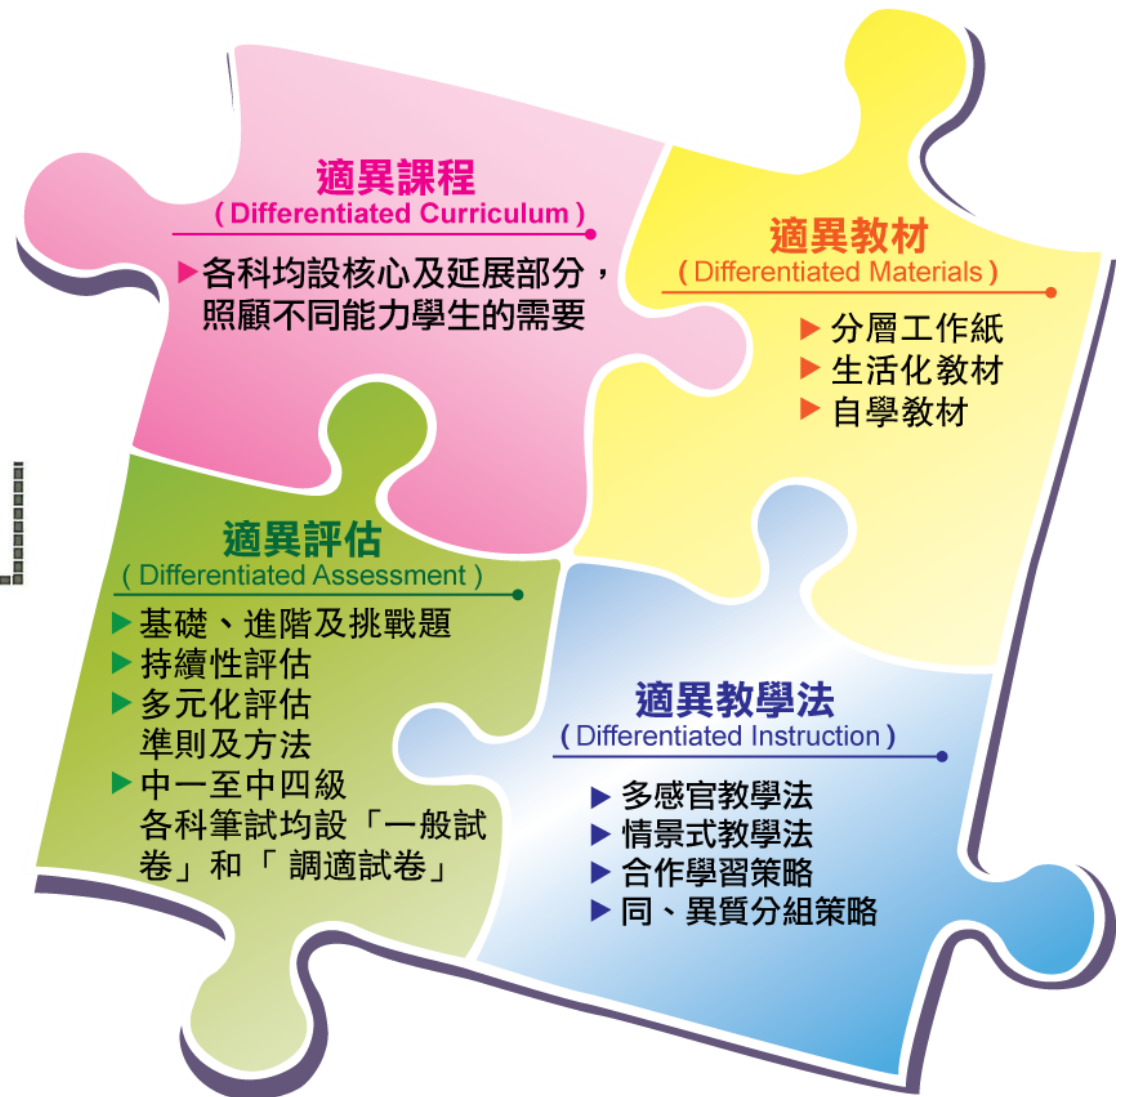 適異課程
( Differentiated Curriculum )
▶各科均設核心及延展部分，
照顧不同能力學生的需要
適異教材
( Differentiated Materials )
▶ 分層工作紙
▶ 生活化教材
▶ 自學教材
適異評估
( Differentiated Assessment )
▶ 基礎、進階及挑戰題
▶ 持續性評估
▶ 多元化評估
準則及方法
▶ 中一至中四級
各科筆試均設「一般試
卷」和「 調適試卷」
適異教學法
( Differentiated Instruction )
▶ 多感官教學法
▶ 情景式教學法
▶ 合作學習策略
▶ 同、異質分組策略